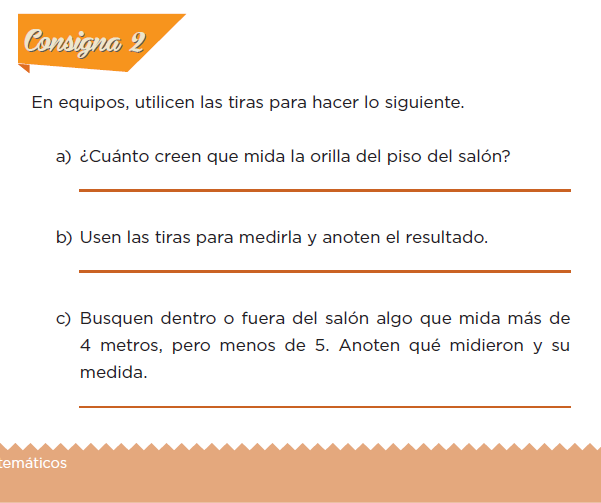 Consigna 2
En equipos, utilicen las tiras para hacer lo siguiente.
a) ¿Cuánto creen que mida la orilla del piso del salón?
b) Usen las tiras para medirla y anoten el resultado.
c) Busquen dentro o fuera del salón algo que mida más de
4 metros, pero menos de 5. Anoten qué midieron y su
medida.
temáticos